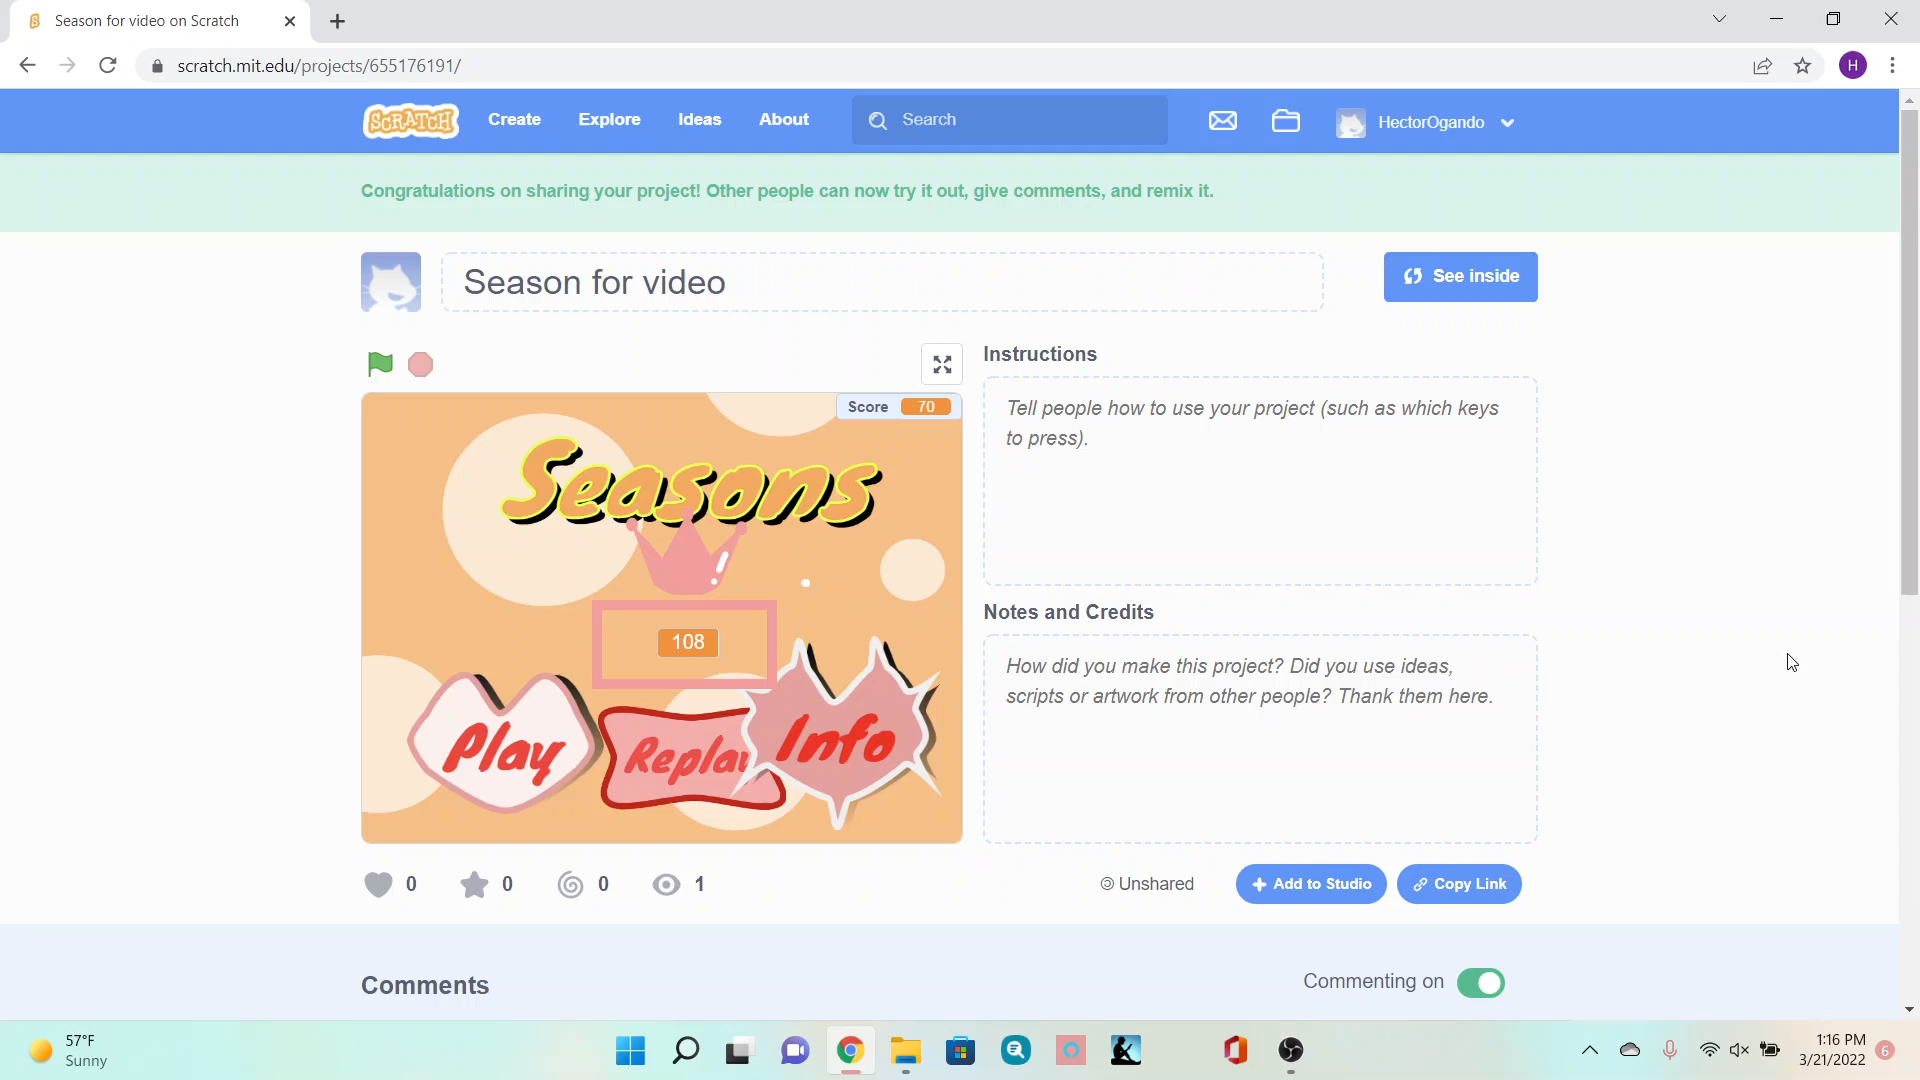 Season for video on Scratch
scratch.mit.edu/projects/655176191/
H
SCRATCH
Create
Explore
Ideas
About
Search
HectorOgando
Congratulations on sharing your project! Other people can now try it out, give comments, and remix it.
Season for video
See inside
Instructions
Tell people how to use your project (such as which keys
to press).
Score 70
Seasons
108
Play
Replay
Info
Notes and Credits
How did you make this project? Did you use ideas,
scripts or artwork from other people? Thank them here.
0
0
0
1
Unshared
Add to Studio
Copy Link
Comments
Commenting on
57°F
Sunny
1:16 PM
3/21/2022
6